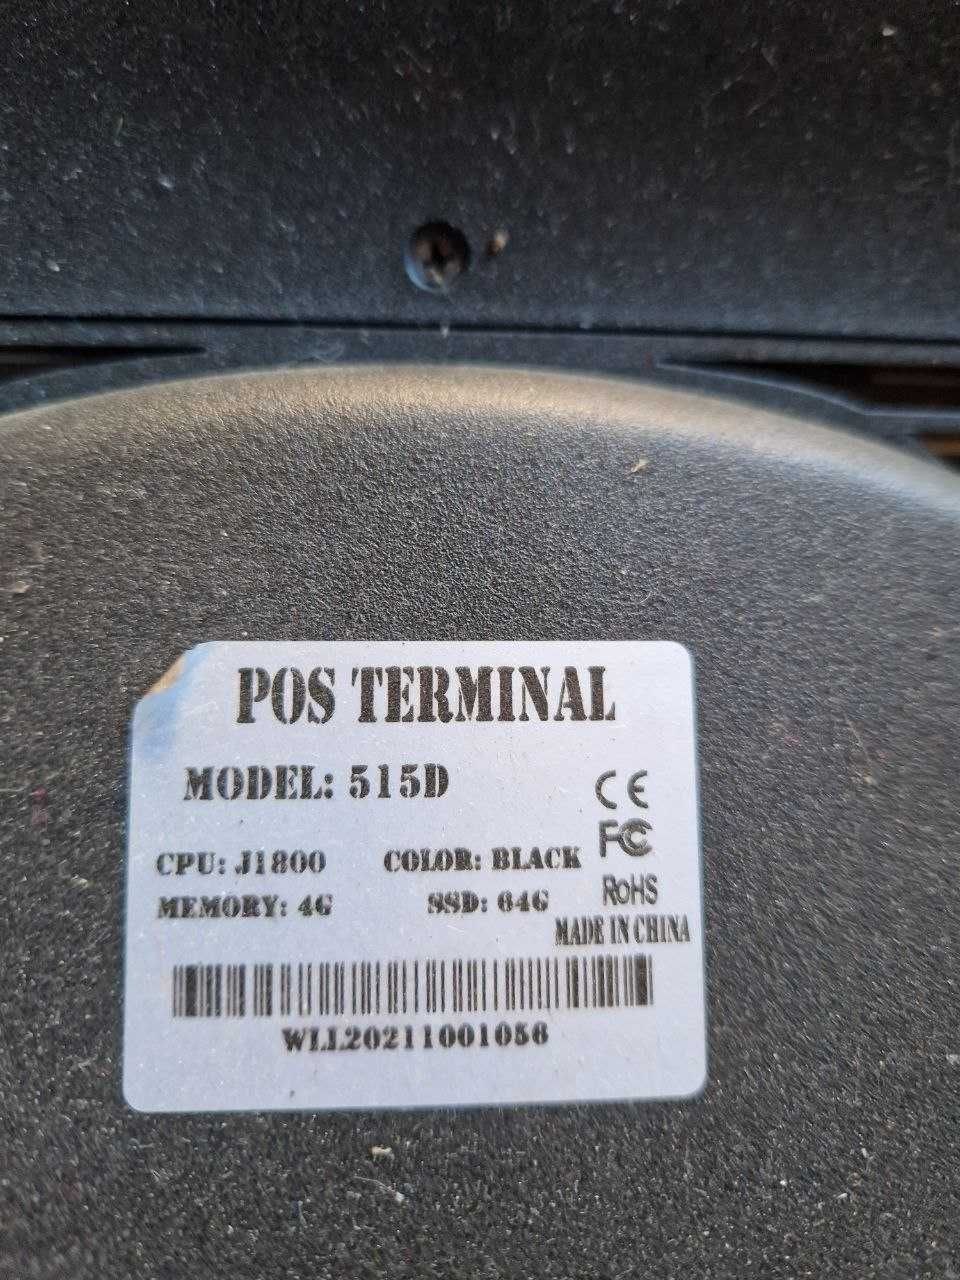 POS TERMINAL
MODEL: 515D
CE
FC
CPU: J1800 COLOR: BLACK
MEMORY: 4G SSD: 64G
RoHS
MADE IN CHINA
WLL20211001056